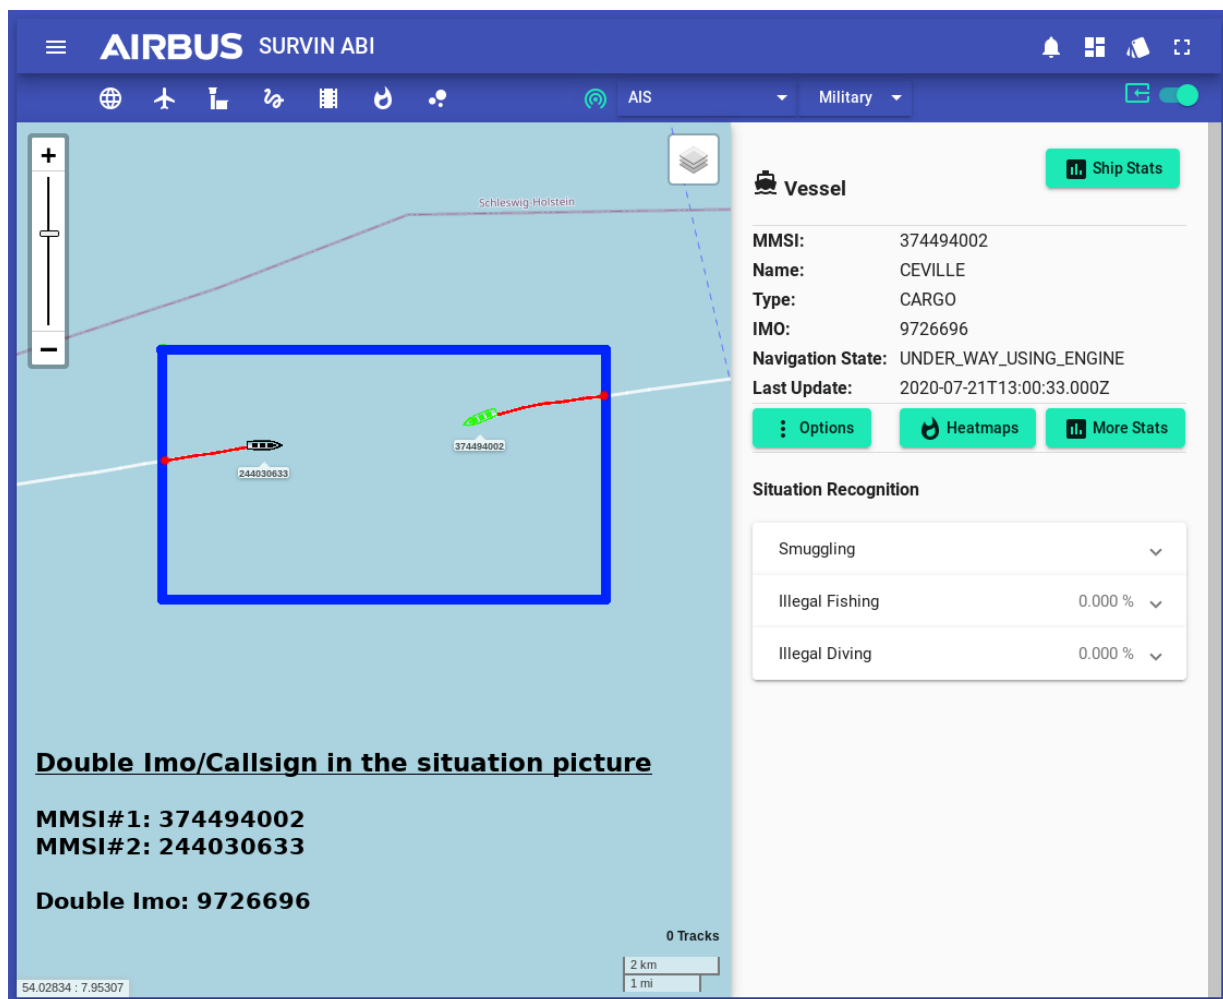 AIRBUS SURVIN ABI
AIS
Military
+
Schleswig-Holstein
−
374494002
244030633
Double Imo/Callsign in the situation picture
MMSI#1: 374494002
MMSI#2: 244030633
Double Imo: 9726696
0 Tracks
2 km
1 mi
54.02834 : 7.95307
Vessel
Ship Stats
MMSI: 374494002
Name: CEVILLE
Type: CARGO
IMO: 9726696
Navigation State: UNDER_WAY_USING_ENGINE
Last Update: 2020-07-21T13:00:33.000Z
Options
Heatmaps
More Stats
Situation Recognition
Smuggling
Illegal Fishing 0.000 %
Illegal Diving 0.000 %